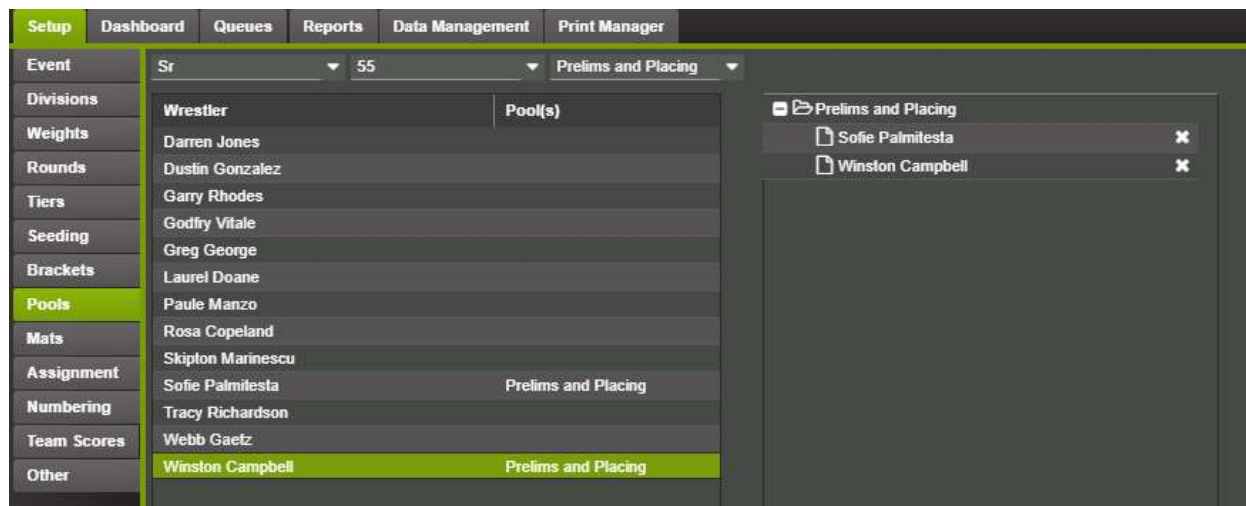 Setup Dashboard Queues Reports Data Management Print Manager
Event
Divisions
Weights
Rounds
Tiers
Seeding
Brackets
Pools
Mats
Assignment
Numbering
Team Scores
Other
Sr 55 Prelims and Placing
Wrestler Pool(s)
Darren Jones
Dustin Gonzalez
Garry Rhodes
Godfry Vitale
Greg George
Laurel Doane
Paule Manzo
Rosa Copeland
Skipton Marinescu
Sofie Palmitesta Prelims and Placing
Tracy Richardson
Webb Gaetz
Winston Campbell Prelims and Placing
Prelims and Placing
Sofie Palmitesta
Winston Campbell